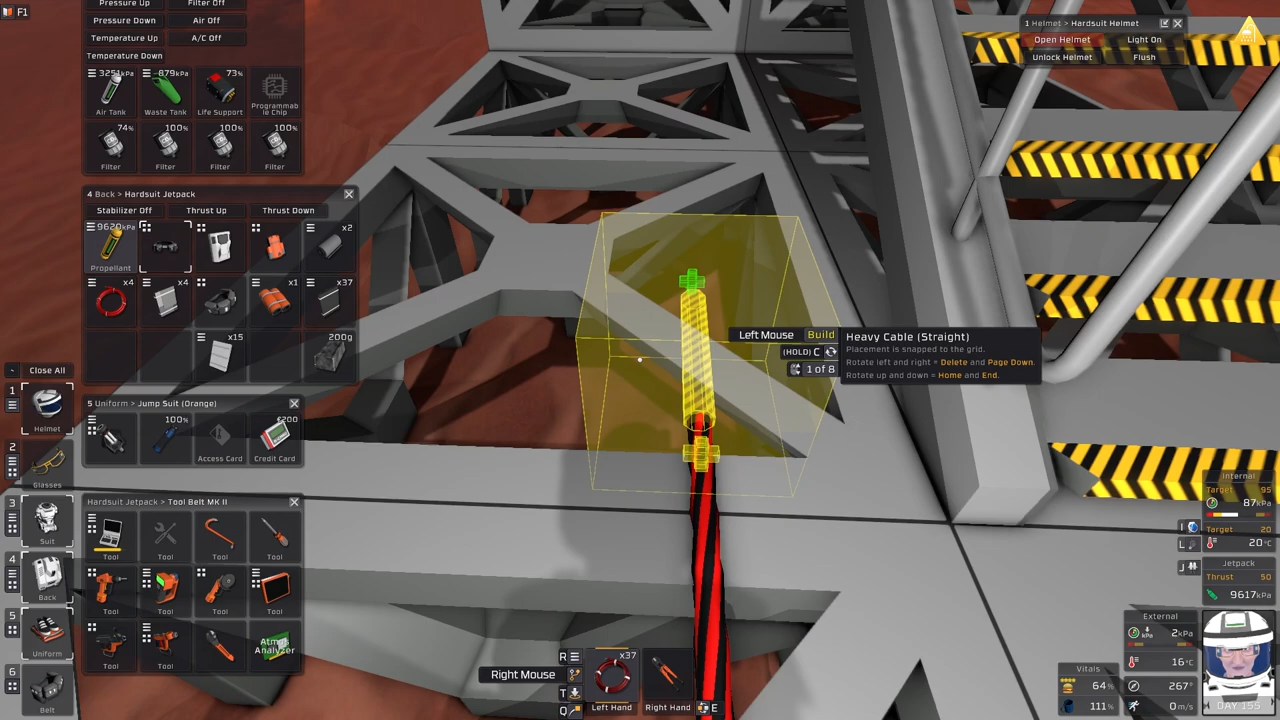 F1
Pressure Up
Filter Off
Pressure Down
Air Off
Temperature Up
A/C Off
Temperature Down
3251kPa
Air Tank
-879kPa
Waste Tank
73%
Life Support
Programmab
le Chip
74%
Filter
100%
Filter
100%
Filter
100%
Filter
4 Back > Hardsuit Jetpack
Stabilizer Off
Thrust Up
Thrust Down
9620kPa
Propellant
x2
x4
x4
x1
x37
x15
200g
Close All
5 Uniform > Jump Suit (Orange)
100%
Access Card
€200
Credit Card
Hardsuit Jetpack > Tool Belt MK II
Tool
Tool
Tool
Tool
Tool
Tool
Tool
Tool
Tool
Tool
Tool
Atmos
Analyzer
1
Helmet
2
Glasses
3
Suit
4
Back
5
Uniform
6
Belt
1 Helmet > Hardsuit Helmet
Open Helmet
Light On
Unlock Helmet
Flush
Left Mouse
Build
(HOLD) C
1 of 8
Heavy Cable (Straight)
Placement is snapped to the grid.
Rotate left and right = Delete and Page Down.
Rotate up and down = Home and End.
Right Mouse
R
T
Q
x37
Left Hand
Right Hand
E
Internal
Target 95
87kPa
Target 20
20°C
I
L
J
Jetpack
Thrust 50
9617kPa
External
2kPa
16°C
267°
0m/s
Vitals
64%
111%
DAY 155